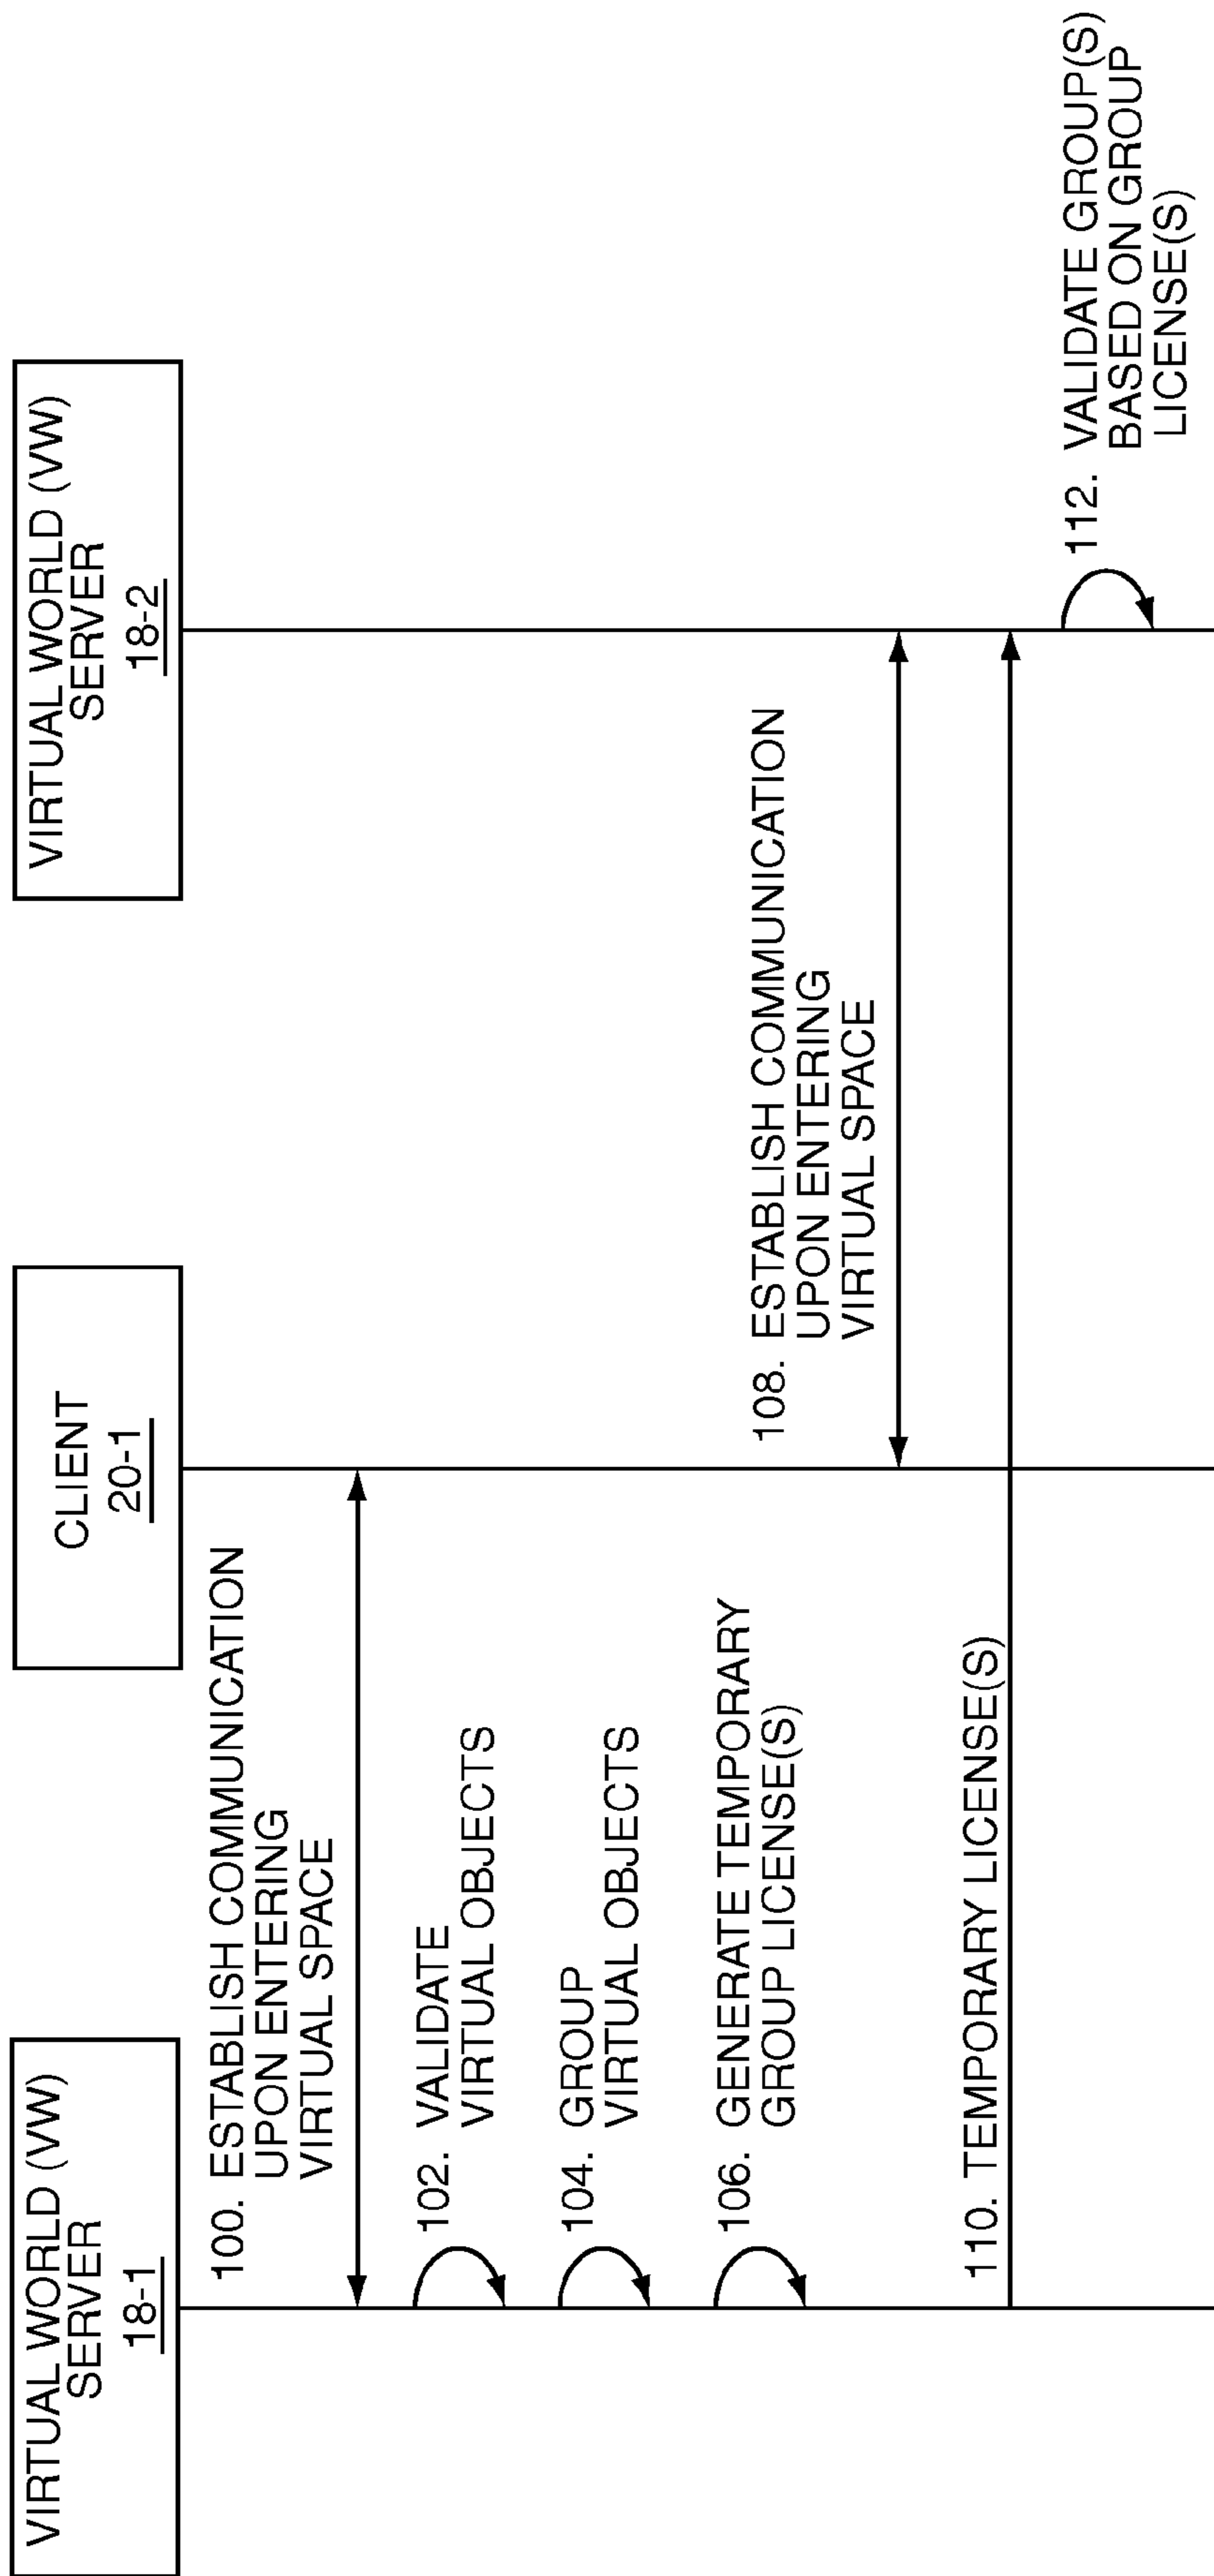 VIRTUAL WORLD (VW)
SERVER
18-1
CLIENT
20-1
VIRTUAL WORLD (VW)
SERVER
18-2
100. ESTABLISH COMMUNICATION
UPON ENTERING
VIRTUAL SPACE
102. VALIDATE
VIRTUAL OBJECTS
104. GROUP
VIRTUAL OBJECTS
106. GENERATE TEMPORARY
GROUP LICENSE(S)
108. ESTABLISH COMMUNICATION
UPON ENTERING
VIRTUAL SPACE
110. TEMPORARY LICENSE(S)
112. VALIDATE GROUP(S)
BASED ON GROUP
LICENSE(S)